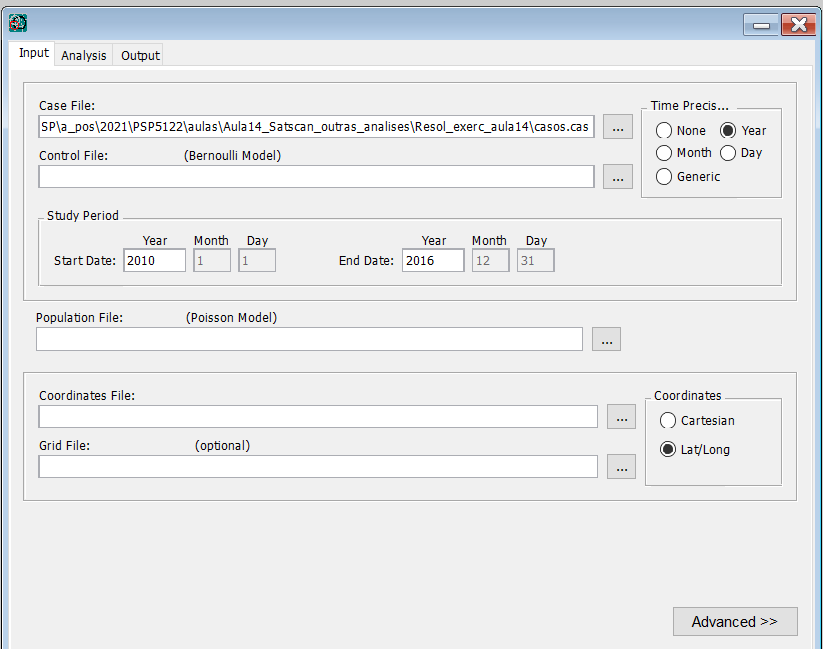 Input Analysis Output
Case File:
SP\a_pos\2021\PSP5122\aulas\Aula14_Satscan_outras_analises\Resol_exerc_aula14\casos.cas ...
Control File: (Bernoulli Model)
...
Time Precis...
None Year
Month Day
Generic
Study Period
Year Month Day Year Month Day
Start Date: 2010 1 1 End Date: 2016 12 31
Population File: (Poisson Model)
...
Coordinates File:
...
Grid File: (optional)
...
Coordinates
Cartesian
Lat/Long
Advanced >>